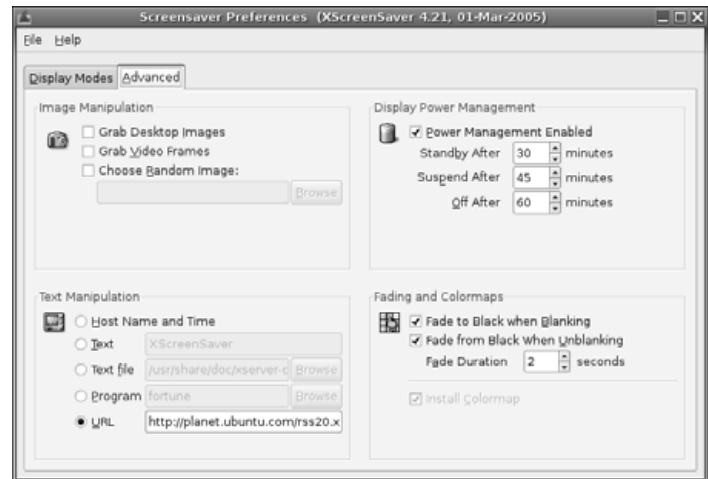 Screensaver Preferences (XScreenSaver 4.21, 01-Mar-2005)
File Help
Display Modes Advanced
Image Manipulation
Grab Desktop Images
Grab Video Frames
Choose Random Image:
Browse
Display Power Management
Power Management Enabled
Standby After 30 minutes
Suspend After 45 minutes
Off After 60 minutes
Text Manipulation
Host Name and Time
Text XScreenSaver
Text file /usr/share/doc/xserver-c Browse
Program fortune Browse
URL http://planet.ubuntu.com/rss20.x
Fading and Colormaps
Fade to Black when Blanking
Fade from Black When Unblanking
Fade Duration 2 seconds
Install Colormap